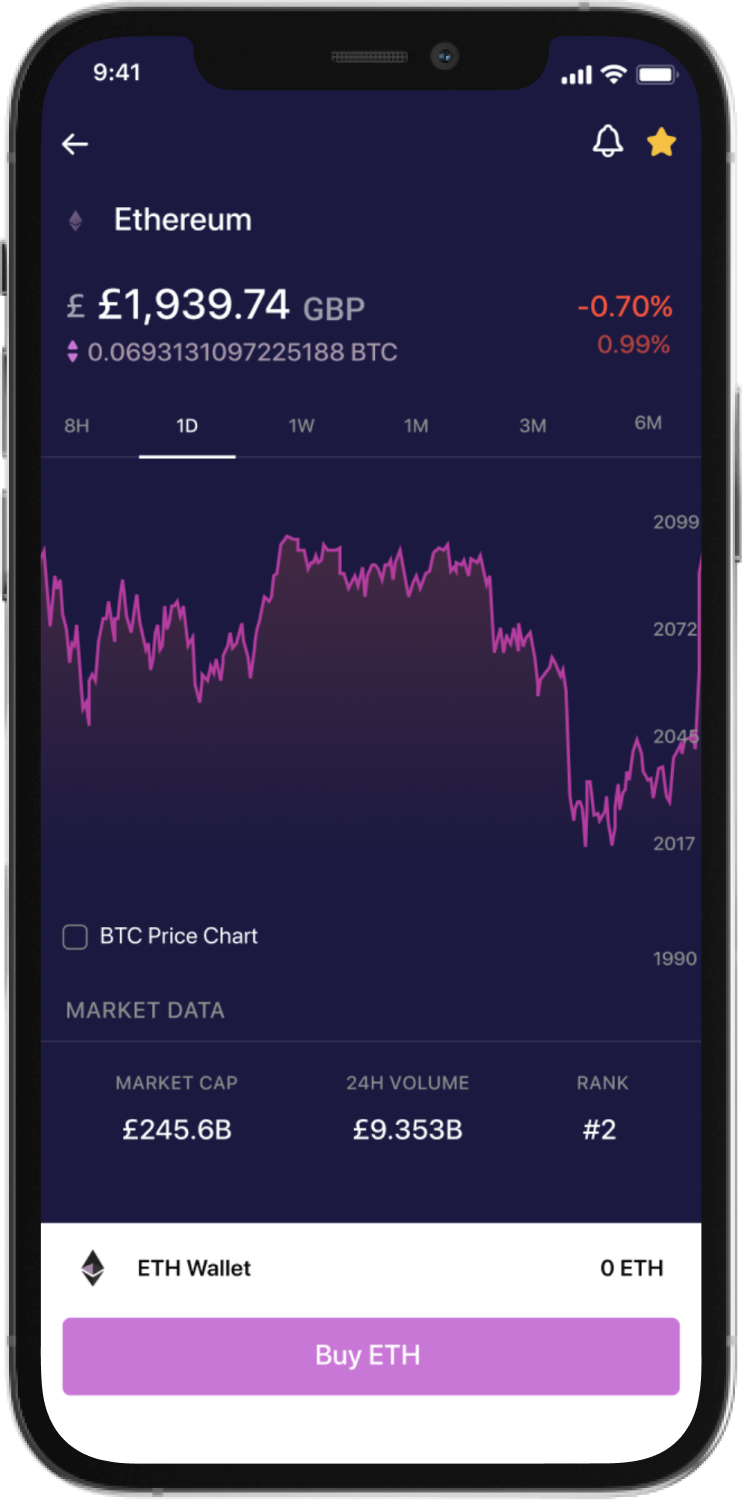 9:41
Ethereum
£ £1,939.74 GBP -0.70%
0.0693131097225188 BTC 0.99%
8H 1D 1W 1M 3M 6M
2099
2072
2045
2017
BTC Price Chart
1990
MARKET DATA
MARKET CAP 24H VOLUME RANK
£245.6B £9.353B #2
ETH Wallet 0 ETH
Buy ETH